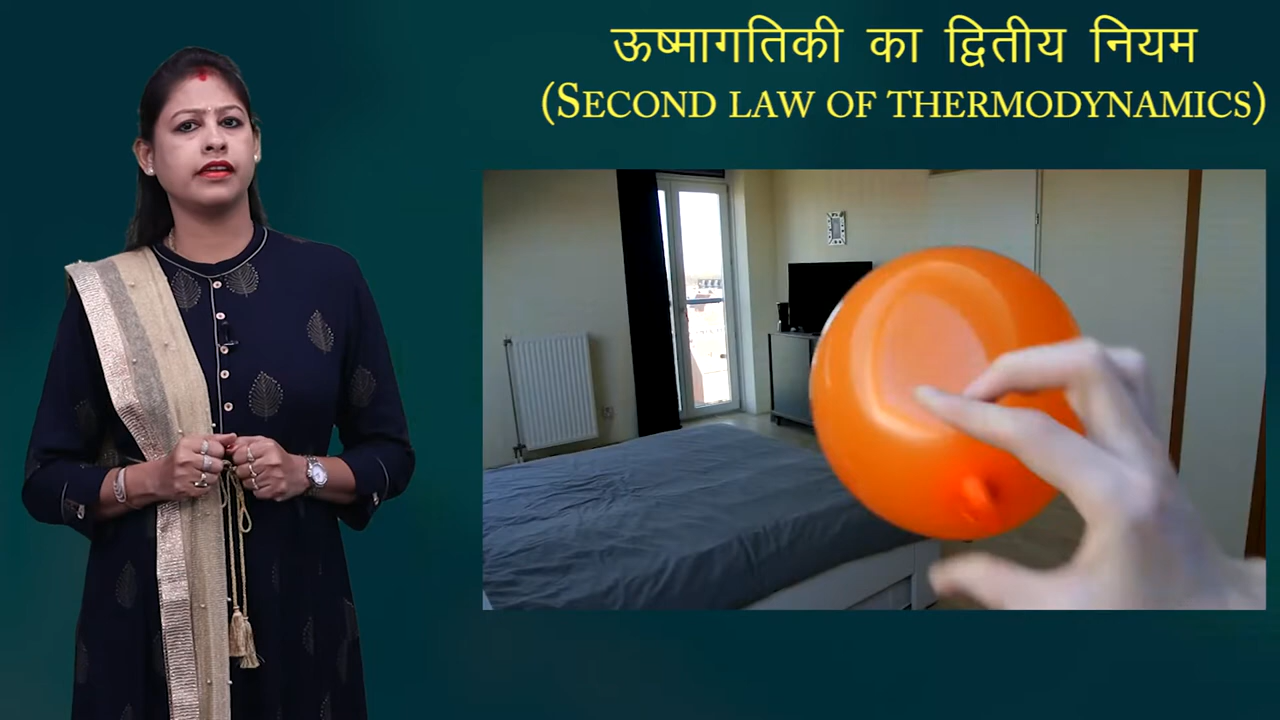 ऊष्मागतिकी का द्वितीय नियम
(SECOND LAW OF THERMODYNAMICS)